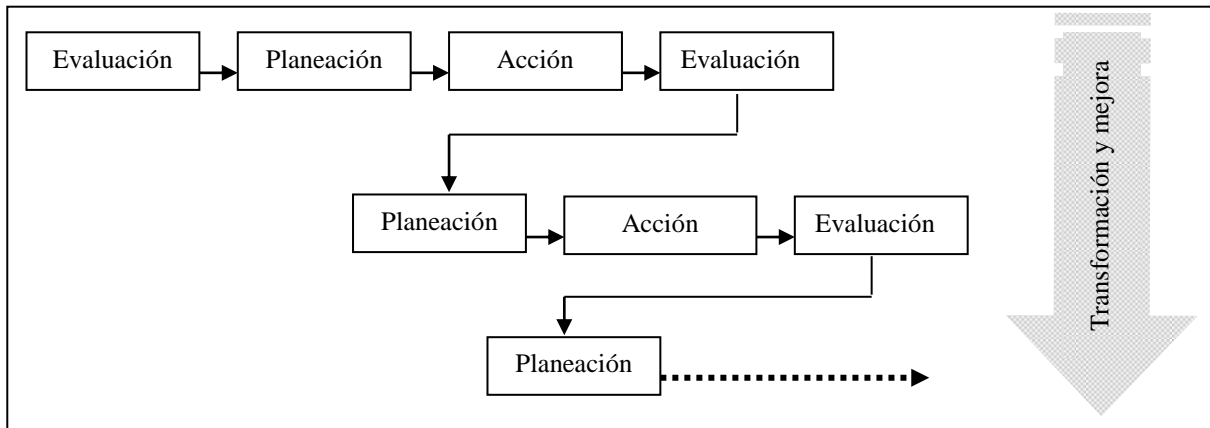 Evaluación
Planeación
Acción
Evaluación
Planeación
Acción
Evaluación
Planeación
Transformación y mejora